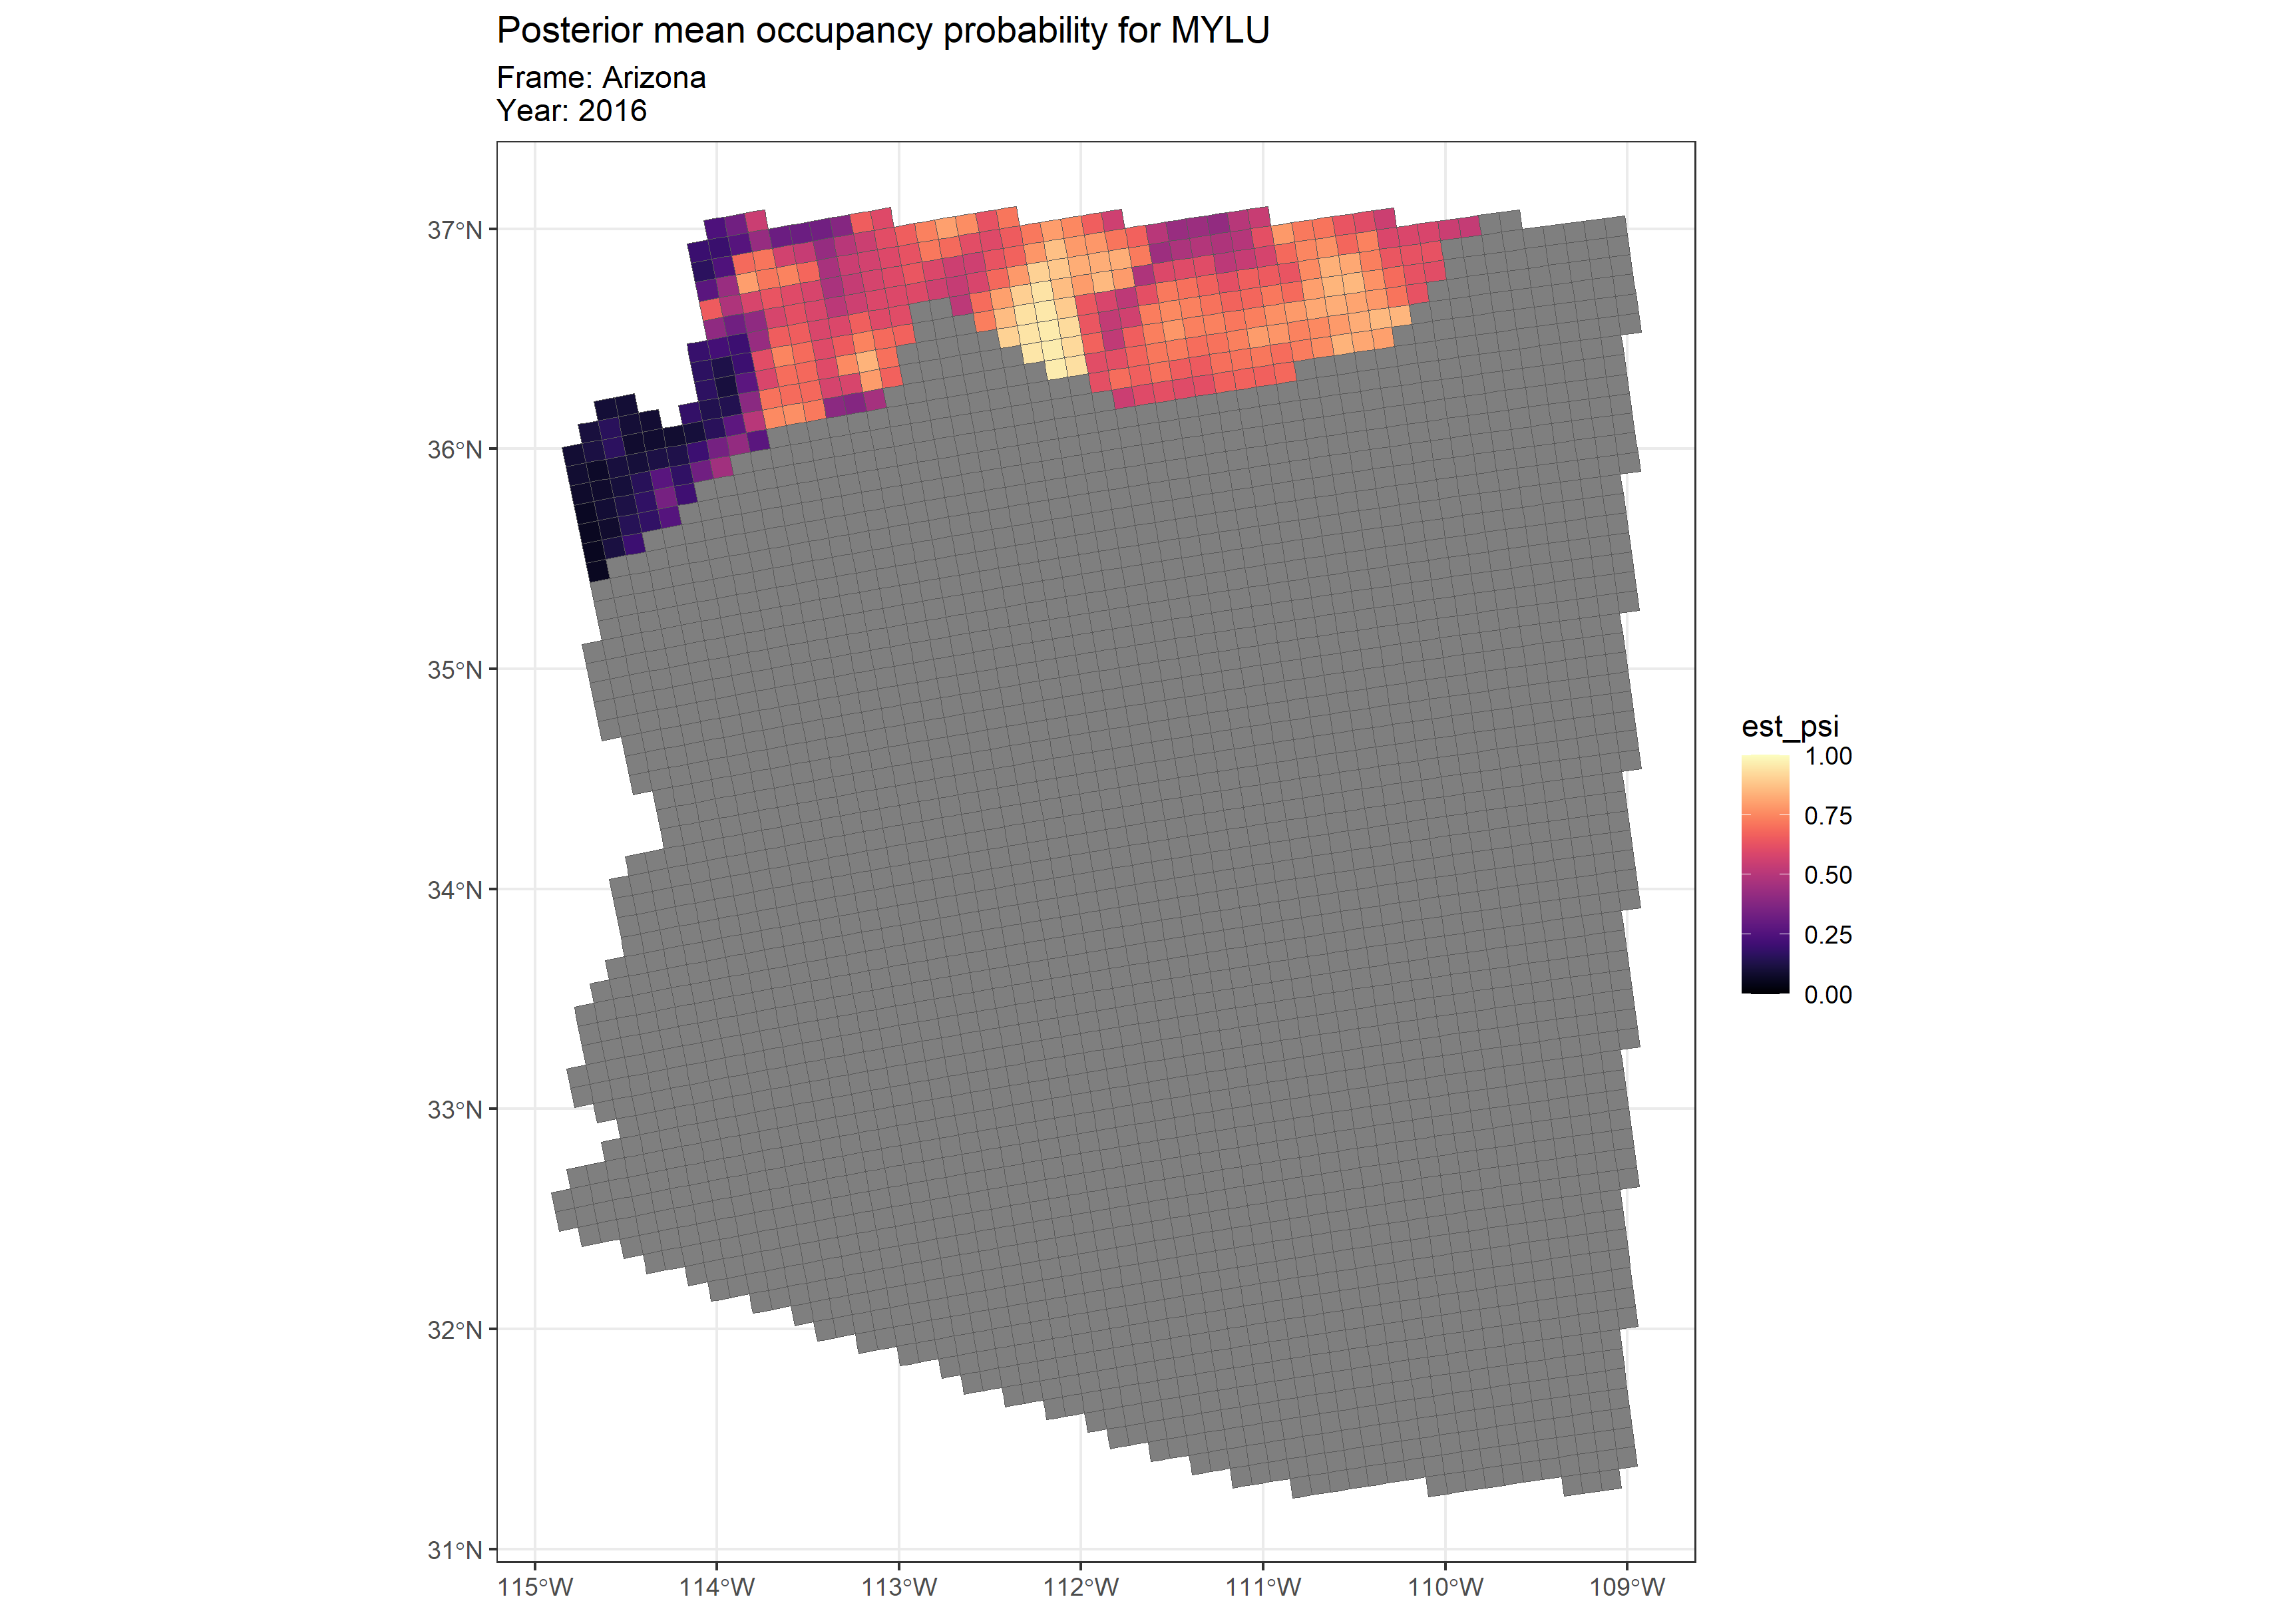 Posterior mean occupancy probability for MYLU
Frame: Arizona
Year: 2016
37°N
36°N
35°N
34°N
33°N
32°N
31°N
115°W 114°W 113°W 112°W 111°W 110°W 109°W
est_psi
1.00
0.75
0.50
0.25
0.00